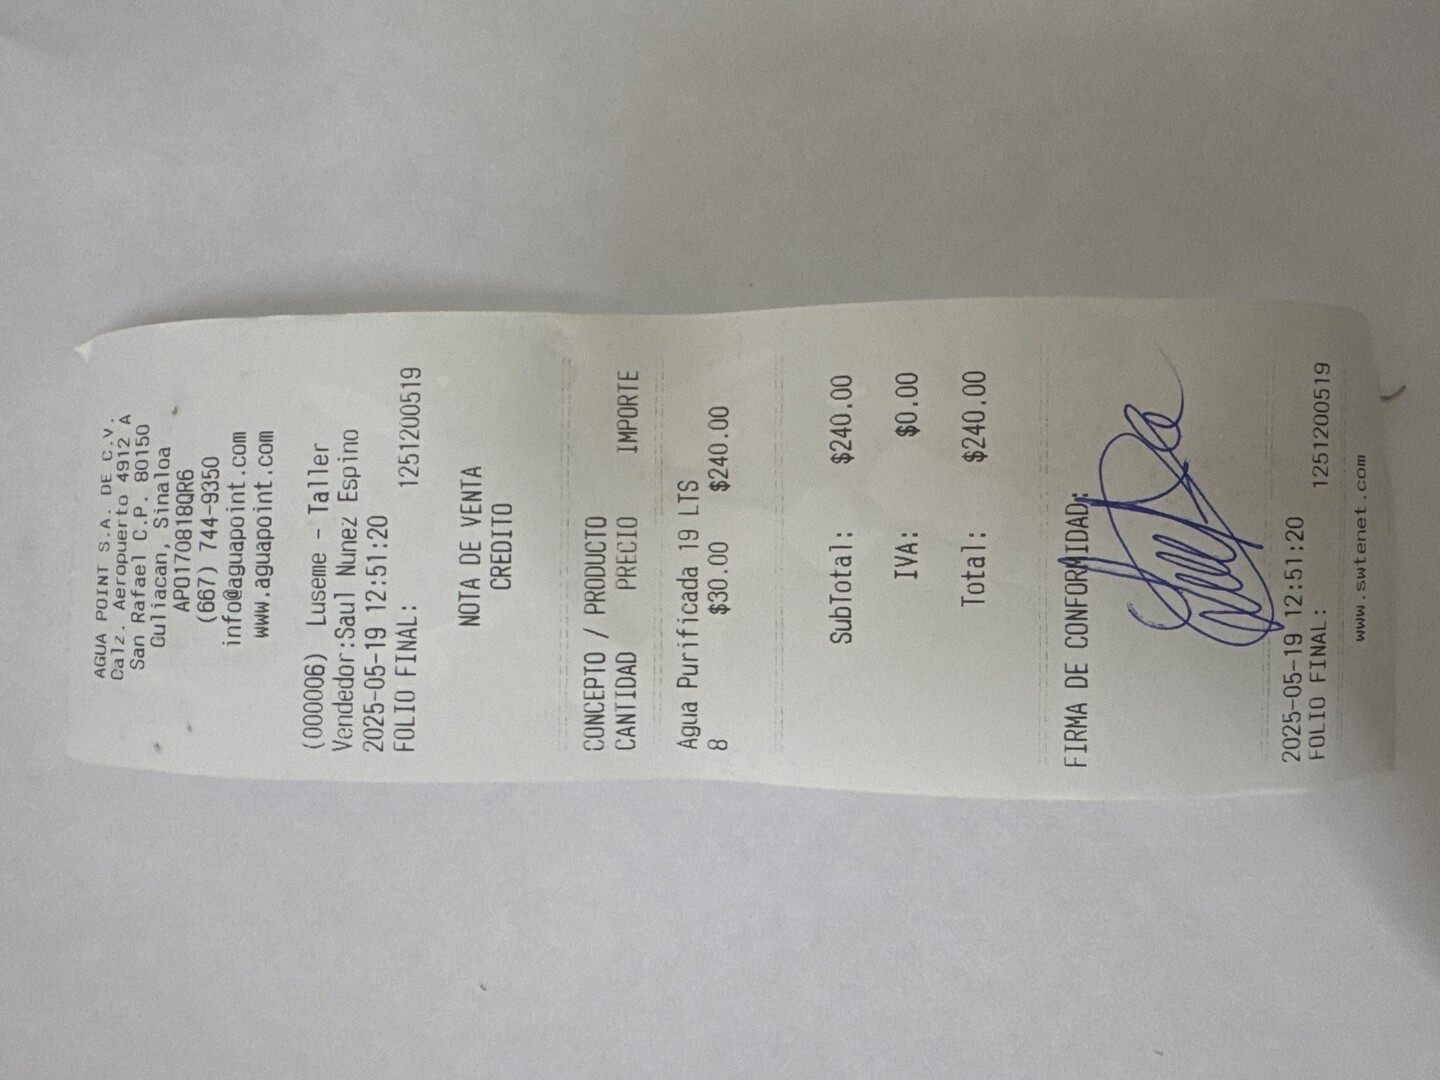 AGUA POINT S.A. DE C.V.
Calz. Aeropuerto 4912 A
San Rafael C.P. 80150
Culiacan, Sinaloa
APO170818QR6
(667) 744-9350
info@aguapoint.com
www.aguapoint.com
(000006) Luseme - Taller
Vendedor:Saul Nunez Espino
2025-05-19 12:51:20
FOLIO FINAL: 1251200519
NOTA DE VENTA
CREDITO
CONCEPTO / PRODUCTO
CANTIDAD PRECIO IMPORTE
Agua Purificada 19 LTS
8 $30.00 $240.00
SubTotal: $240.00
IVA: $0.00
Total: $240.00
FIRMA DE CONFORMIDAD:
2025-05-19 12:51:20
FOLIO FINAL: 1251200519
www.swtenet.com